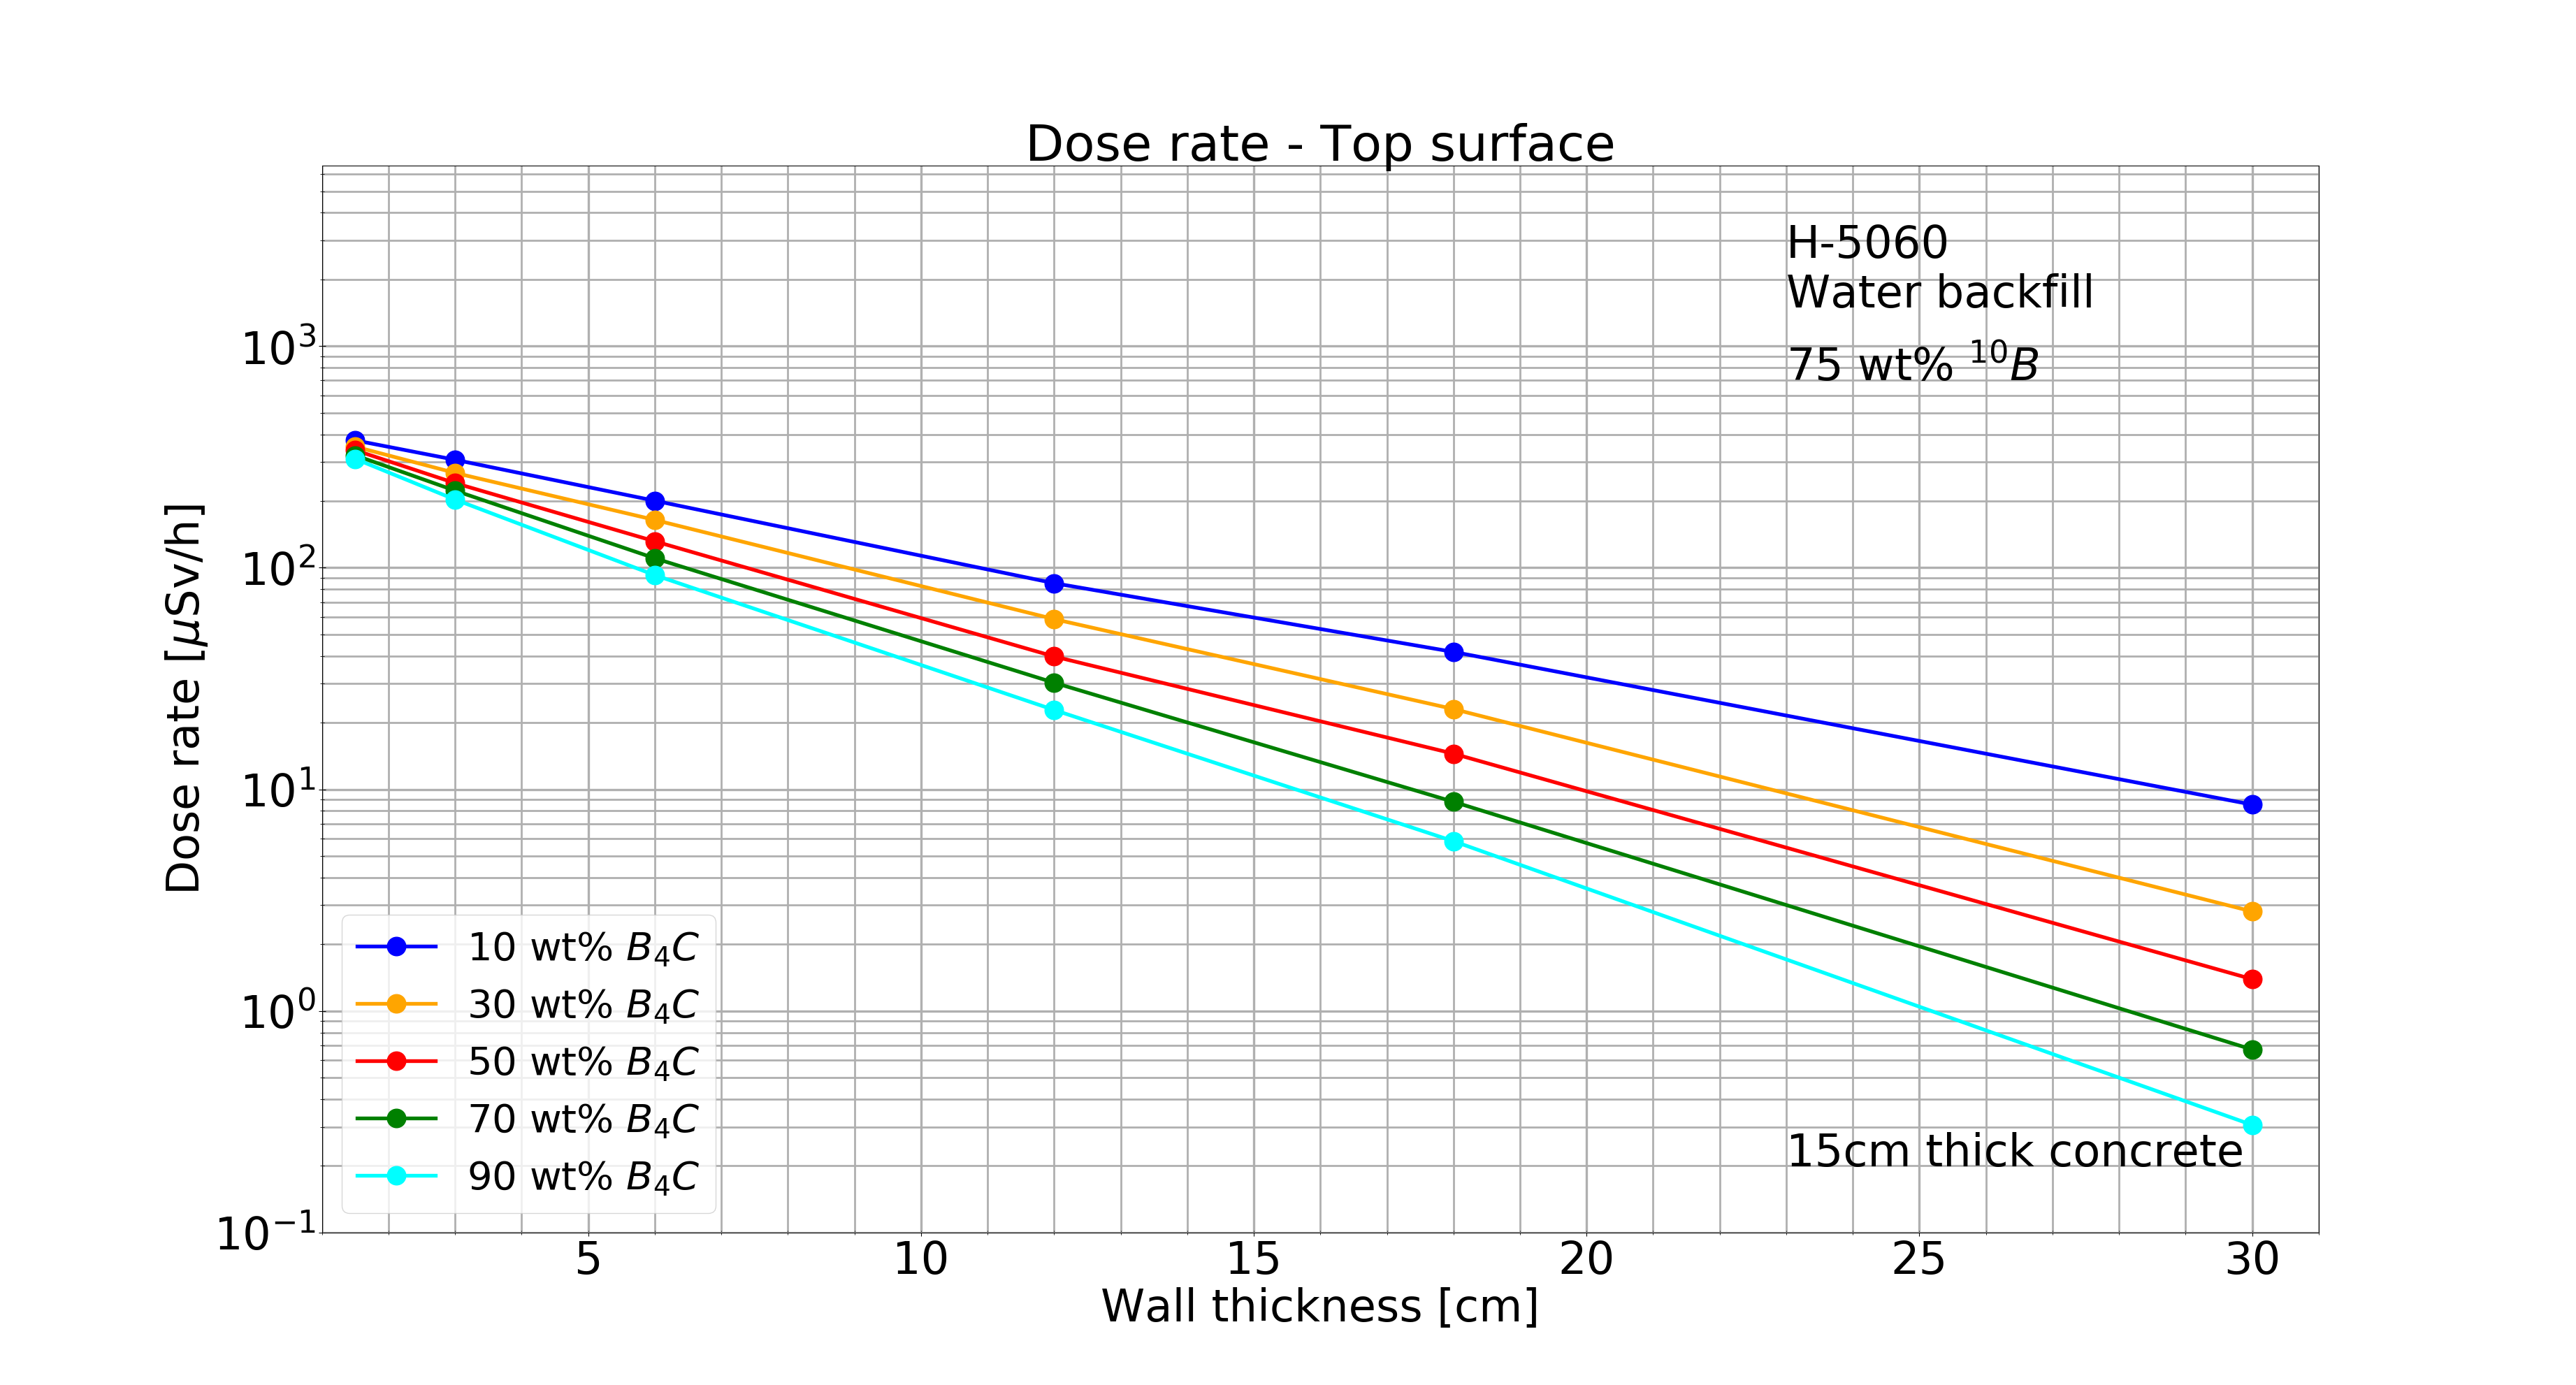 Dose rate - Top surface
H-5060
Water backfill
75 wt% ¹⁰B
Dose rate [μSv/h]
10³
10²
10¹
10⁰
10⁻¹
10 wt% B₄C
30 wt% B₄C
50 wt% B₄C
70 wt% B₄C
90 wt% B₄C
15cm thick concrete
5 10 15 20 25 30
Wall thickness [cm]